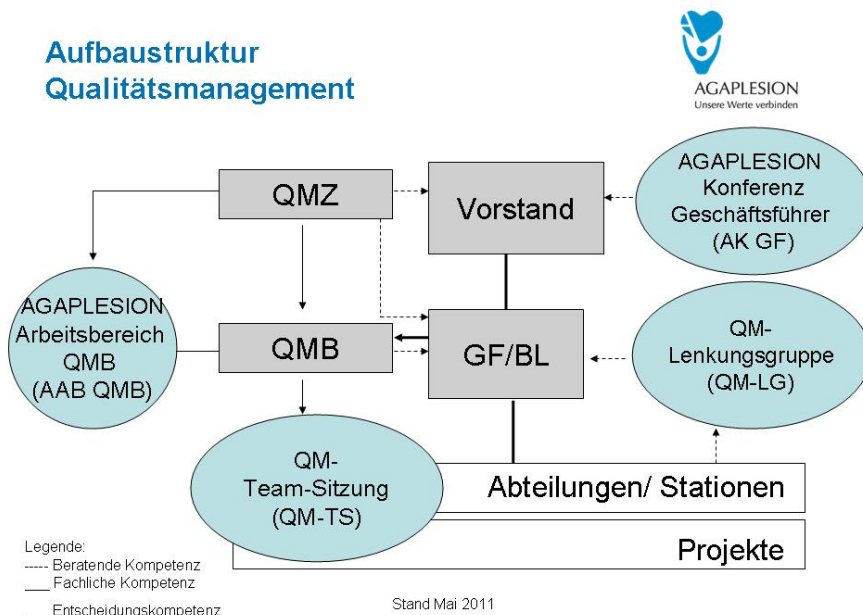 Aufbaustruktur
Qualitätsmanagement
AGAPLESION
Unsere Werte verbinden
QMZ
Vorstand
AGAPLESION
Konferenz
Geschäftsführer
(AK GF)
AGAPLESION
Arbeitsbereich
QMB
(AAB QMB)
QMB
GF/BL
QM-
Lenkungsgruppe
(QM-LG)
QM-
Team-Sitzung
(QM-TS)
Abteilungen/ Stationen
Projekte
Legende:
----- Beratende Kompetenz
___ Fachliche Kompetenz
Entscheidungskompetenz
Stand Mai 2011